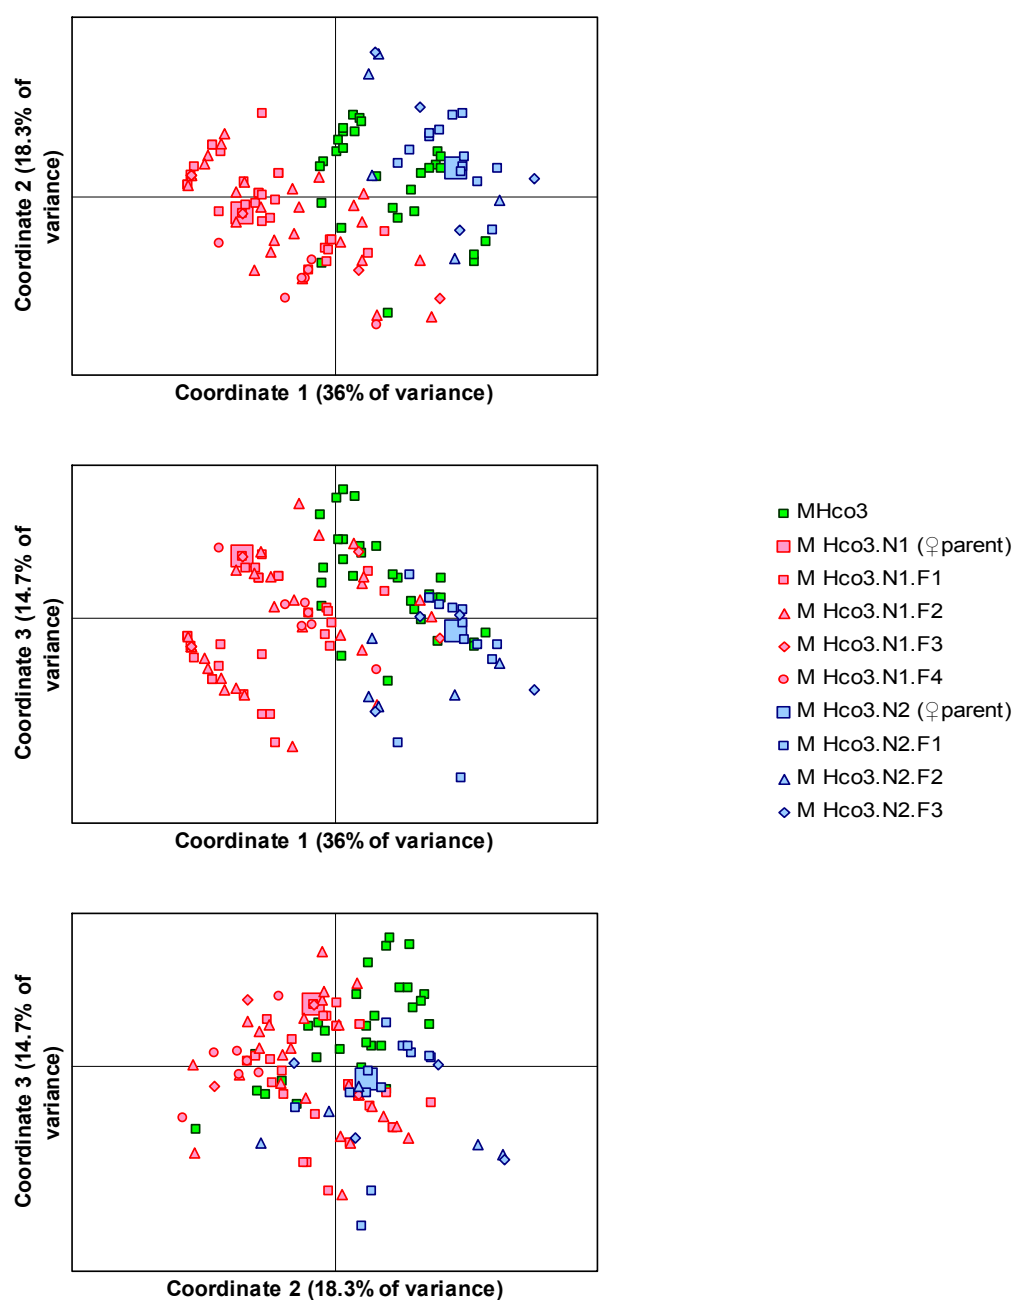 Coordinate 2 (18.3% of
variance)
Coordinate 1 (36% of variance)
Coordinate 3 (14.7% of
variance)
Coordinate 1 (36% of variance)
MHco3
M Hco3.N1 (♀parent)
M Hco3.N1.F1
M Hco3.N1.F2
M Hco3.N1.F3
M Hco3.N1.F4
M Hco3.N2 (♀parent)
M Hco3.N2.F1
M Hco3.N2.F2
M Hco3.N2.F3
Coordinate 3 (14.7% of
variance)
Coordinate 2 (18.3% of variance)